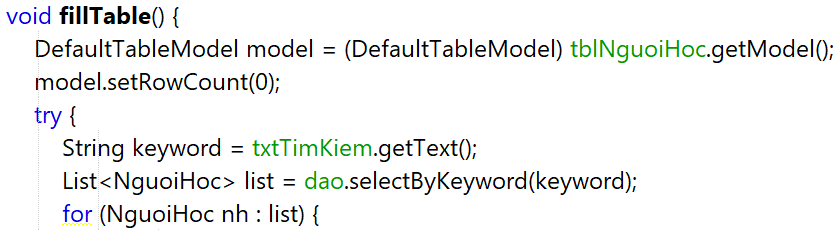 void fillTable() {
DefaultTableModel model = (DefaultTableModel) tblNguoiHoc.getModel();
model.setRowCount(0);
try {
String keyword = txtTimKiem.getText();
List<NguoiHoc> list = dao.selectByKeyword(keyword);
for (NguoiHoc nh : list) {